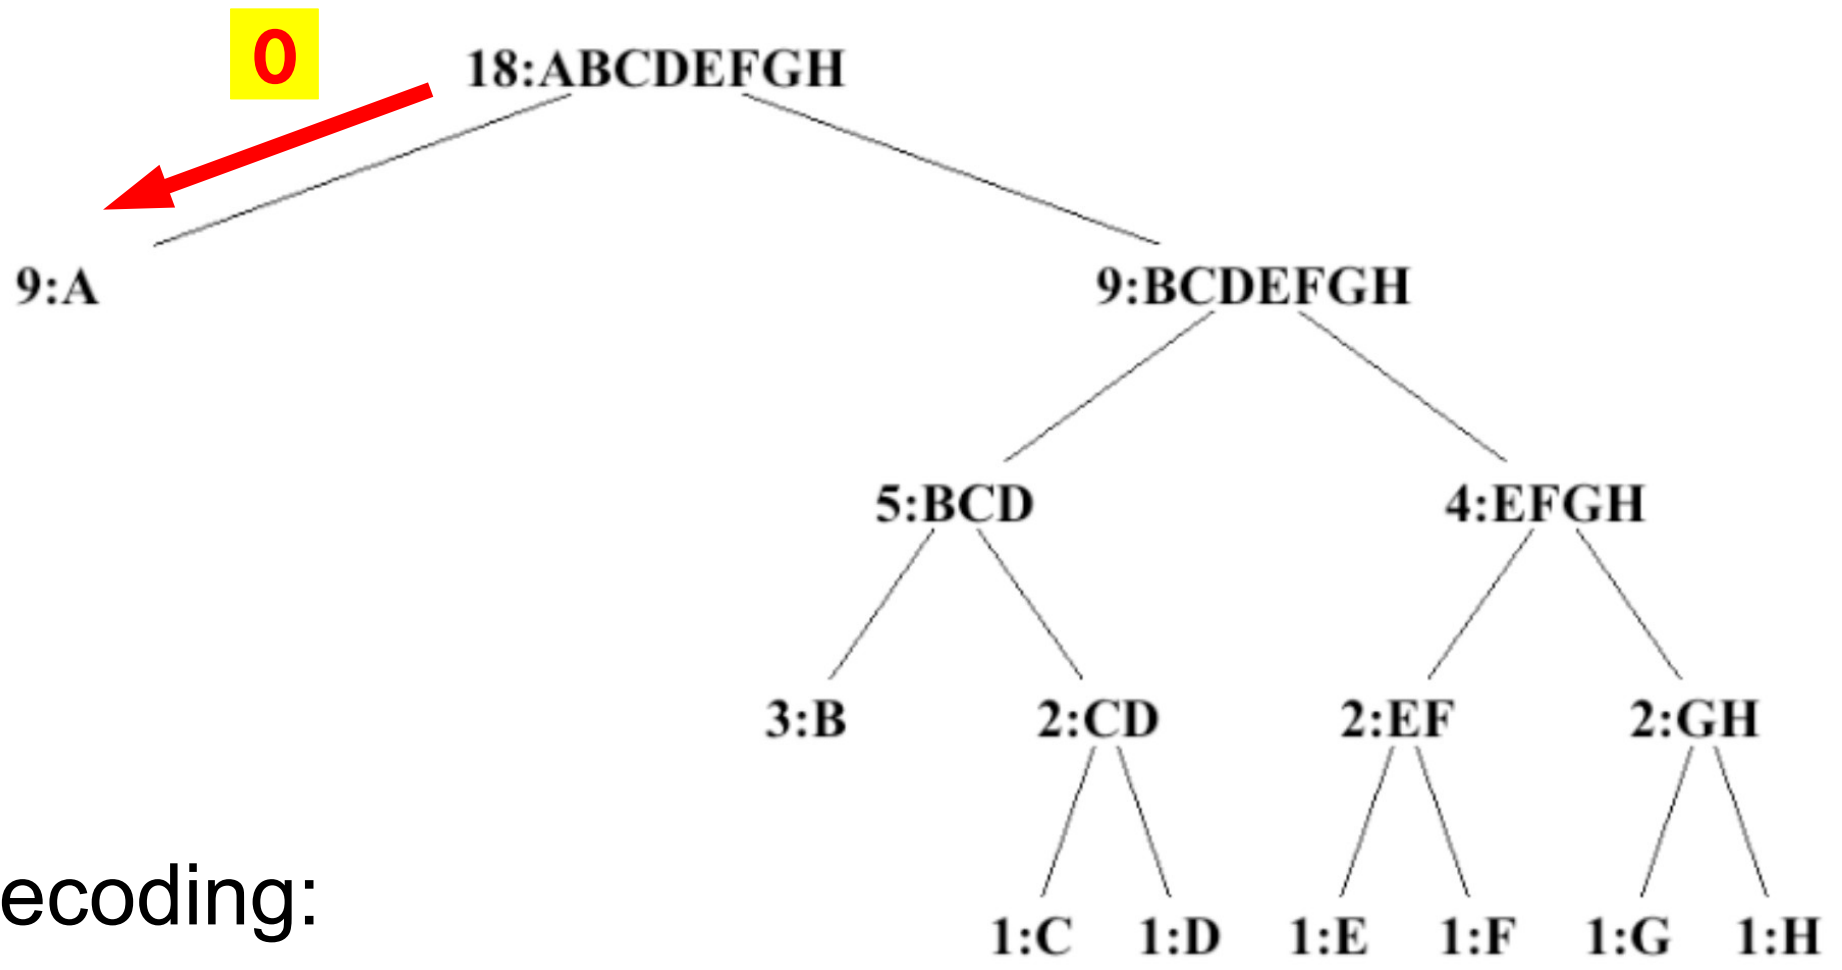 0
18:ABCDEFGH
9:A 9:BCDEFGH
5:BCD 4:EFGH
3:B 2:CD 2:EF 2:GH
ecoding:
1:C 1:D 1:E 1:F 1:G 1:H